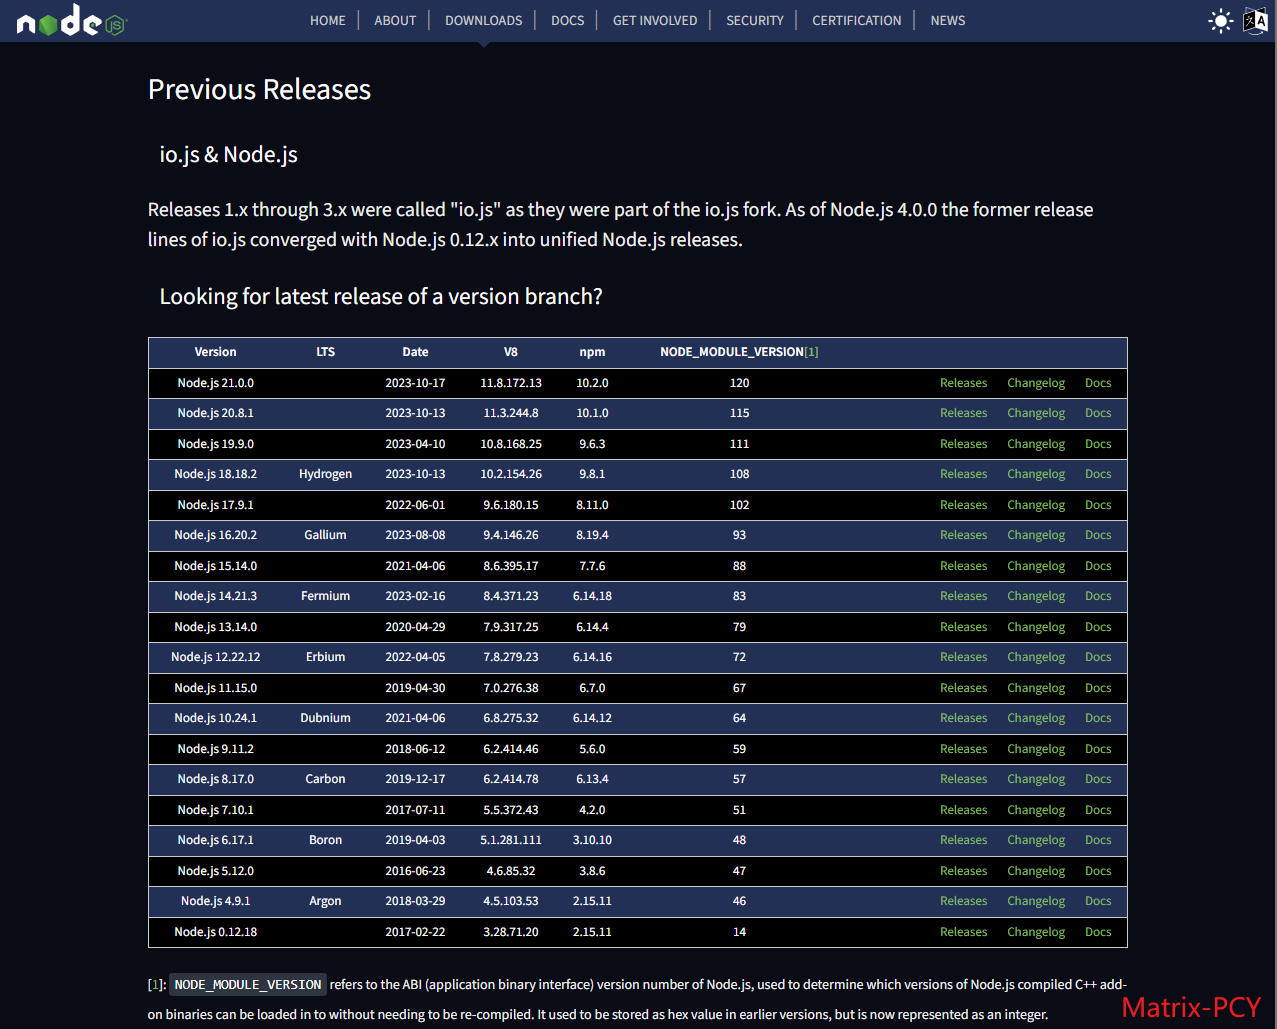 node JS
HOME ABOUT DOWNLOADS DOCS GET INVOLVED SECURITY CERTIFICATION NEWS
Previous Releases
io.js & Node.js
Releases 1.x through 3.x were called "io.js" as they were part of the io.js fork. As of Node.js 4.0.0 the former release
lines of io.js converged with Node.js 0.12.x into unified Node.js releases.
Looking for latest release of a version branch?
Version LTS Date V8 npm NODE_MODULE_VERSION[1]
Node.js 21.0.0 2023-10-17 11.8.172.13 10.2.0 120 Releases Changelog Docs
Node.js 20.8.1 2023-10-13 11.3.244.8 10.1.0 115 Releases Changelog Docs
Node.js 19.9.0 2023-04-10 10.8.168.25 9.6.3 111 Releases Changelog Docs
Node.js 18.18.2 Hydrogen 2023-10-13 10.2.154.26 9.8.1 108 Releases Changelog Docs
Node.js 17.9.1 2022-06-01 9.6.180.15 8.11.0 102 Releases Changelog Docs
Node.js 16.20.2 Gallium 2023-08-08 9.4.146.26 8.19.4 93 Releases Changelog Docs
Node.js 15.14.0 2021-04-06 8.6.395.17 7.7.6 88 Releases Changelog Docs
Node.js 14.21.3 Fermium 2023-02-16 8.4.371.23 6.14.18 83 Releases Changelog Docs
Node.js 13.14.0 2020-04-29 7.9.317.25 6.14.4 79 Releases Changelog Docs
Node.js 12.22.12 Erbium 2022-04-05 7.8.279.23 6.14.16 72 Releases Changelog Docs
Node.js 11.15.0 2019-04-30 7.0.276.38 6.7.0 67 Releases Changelog Docs
Node.js 10.24.1 Dubnium 2021-04-06 6.8.275.32 6.14.12 64 Releases Changelog Docs
Node.js 9.11.2 2018-06-12 6.2.414.46 5.6.0 59 Releases Changelog Docs
Node.js 8.17.0 Carbon 2019-12-17 6.2.414.78 6.13.4 57 Releases Changelog Docs
Node.js 7.10.1 2017-07-11 5.5.372.43 4.2.0 51 Releases Changelog Docs
Node.js 6.17.1 Boron 2019-04-03 5.1.281.111 3.10.10 48 Releases Changelog Docs
Node.js 5.12.0 2016-06-23 4.6.85.32 3.8.6 47 Releases Changelog Docs
Node.js 4.9.1 Argon 2018-03-29 4.5.103.53 2.15.11 46 Releases Changelog Docs
Node.js 0.12.18 2017-02-22 3.28.71.20 2.15.11 14 Releases Changelog Docs
[1]: NODE_MODULE_VERSION refers to the ABI (application binary interface) version number of Node.js, used to determine which versions of Node.js compiled C++ add-
on binaries can be loaded in to without needing to be re-compiled. It used to be stored as hex value in earlier versions, but is now represented as an integer.
Matrix-PCY